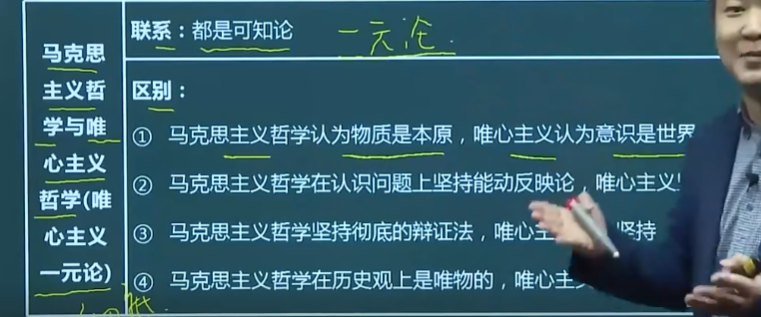 马克思
主义哲
学与唯
心主义
哲学(唯
心主义
一元论)
联系：都是可知论
一元论
区别：
① 马克思主义哲学认为物质是本原，唯心主义认为意识是世界
② 马克思主义哲学在认识问题上坚持能动反映论，唯心主义
③ 马克思主义哲学坚持彻底的辩证法，唯心主 坚持
④ 马克思主义哲学在历史观上是唯物的，唯心主